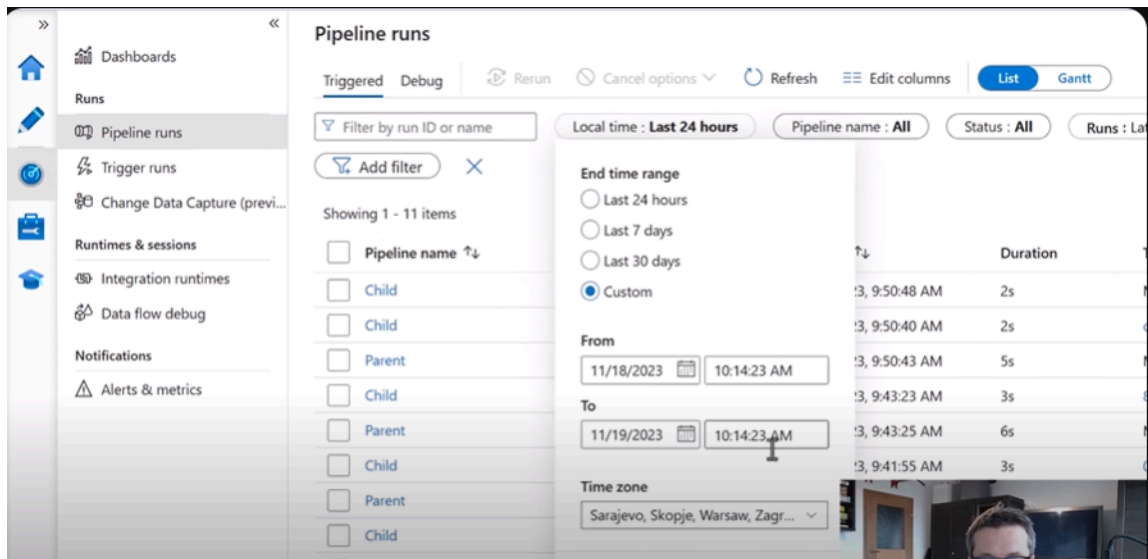 Dashboards
Runs
Pipeline runs
Trigger runs
Change Data Capture (previ...
Runtimes & sessions
Integration runtimes
Data flow debug
Notifications
Alerts & metrics
Pipeline runs
Triggered Debug Rerun Cancel options Refresh Edit columns List Gantt
Filter by run ID or name Local time : Last 24 hours Pipeline name : All Status : All Runs :
Add filter
Showing 1 - 11 items
End time range
Last 24 hours
Last 7 days
Last 30 days
Custom
From
11/18/2023 10:14:23 AM
To
11/19/2023 10:14:23 AM
Time zone
Sarajevo, Skopje, Warsaw, Zagr...
Pipeline name Duration
Child 9:50:48 AM 2s
Child 9:50:40 AM 2s
Parent 9:50:43 AM 5s
Child 9:43:23 AM 3s
Parent 9:43:25 AM 6s
Child 9:41:55 AM 3s
Parent
Child